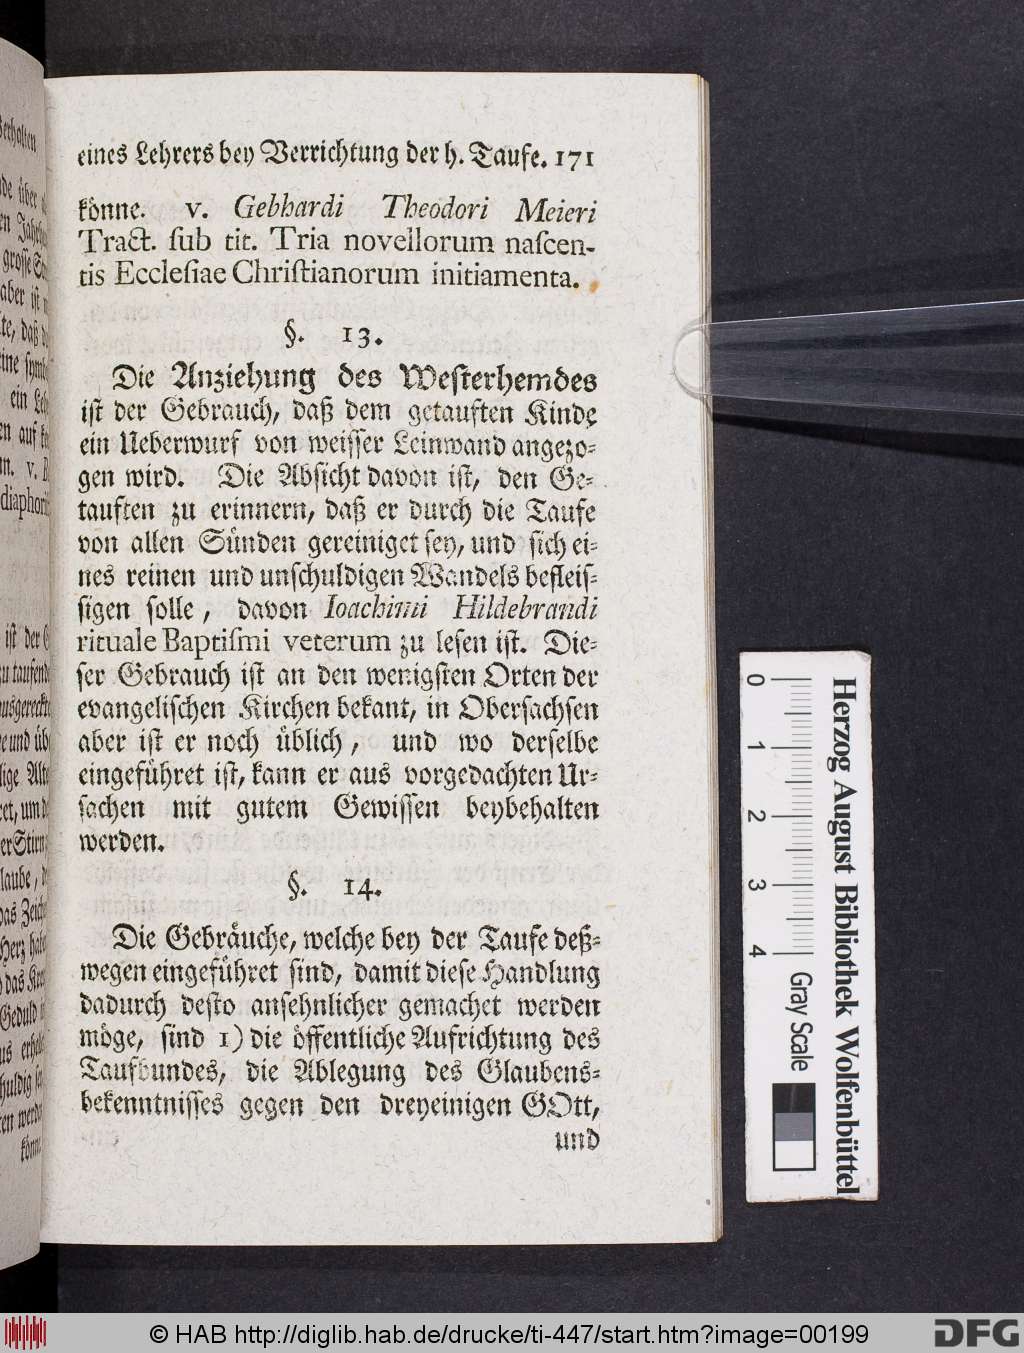 eines Lehrers bey Verrichtung der h. Taufe. 171
könne. v. Gebhardi Theodori Meieri
Tract. ſub tit. Tria novellorum naſcen-
tis Eccleſiae Chriſtianorum initiamenta.
§. 13.
Die Anziehung des Weſterhemdes
iſt der Gebrauch, daß dem getauften Kinde
ein Ueberwurf von weiſſer Leinwand angezo-
gen wird. Die Abſicht davon iſt, den Ge-
tauften zu erinnern, daß er durch die Taufe
von allen Sünden gereiniget ſey, und ſich ei-
nes reinen und unſchuldigen Wandels befleiſ-
ſigen ſolle, davon Ioachimi Hildebrandi
rituale Baptiſmi veterum zu leſen iſt. Die-
ſer Gebrauch iſt an den wenigſten Orten der
evangeliſchen Kirchen bekant, in Oberſachſen
aber iſt er noch üblich, und wo derſelbe
eingeführet iſt, kann er aus vorgedachten Ur-
ſachen mit gutem Gewiſſen beybehalten
werden.
§. 14.
Die Gebräuche, welche bey der Taufe deß-
wegen eingeführet ſind, damit dieſe Handlung
dadurch deſto anſehnlicher gemachet werden
möge, ſind 1) die öffentliche Aufrichtung des
Taufbundes, die Ablegung des Glaubens-
bekenntniſſes gegen den dreyeinigen GOtt,
und
0 1 2 3 4
Gray Scale
Herzog August Bibliothek Wolfenbüttel
© HAB http://diglib.hab.de/drucke/ti-447/start.htm?image=00199
DFG